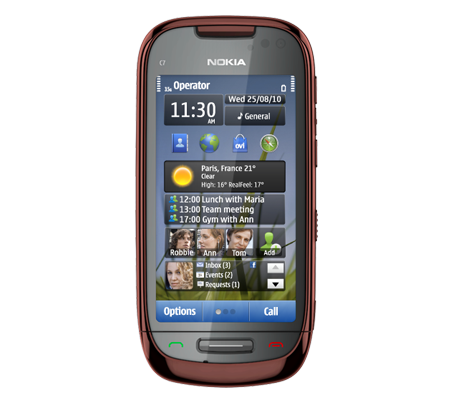 C7
NOKIA
Operator
11:30 AM
Wed 25/08/10
General
ovi
Paris, France 21°
Clear
High: 16° RealFeel: 17°
12:00 Lunch with Maria
13:00 Team meeting
17:00 Gym with Ann
Robbie Ann Tom Add
Inbox (3) f
Events (2)
Requests (1)
Options Call